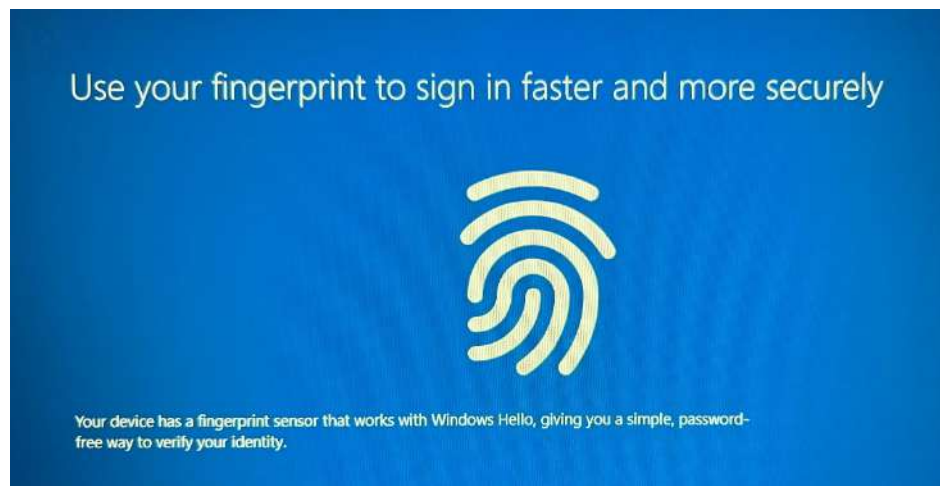 Use your fingerprint to sign in faster and more securely
Your device has a fingerprint sensor that works with Windows Hello, giving you a simple, password-
free way to verify your identity.